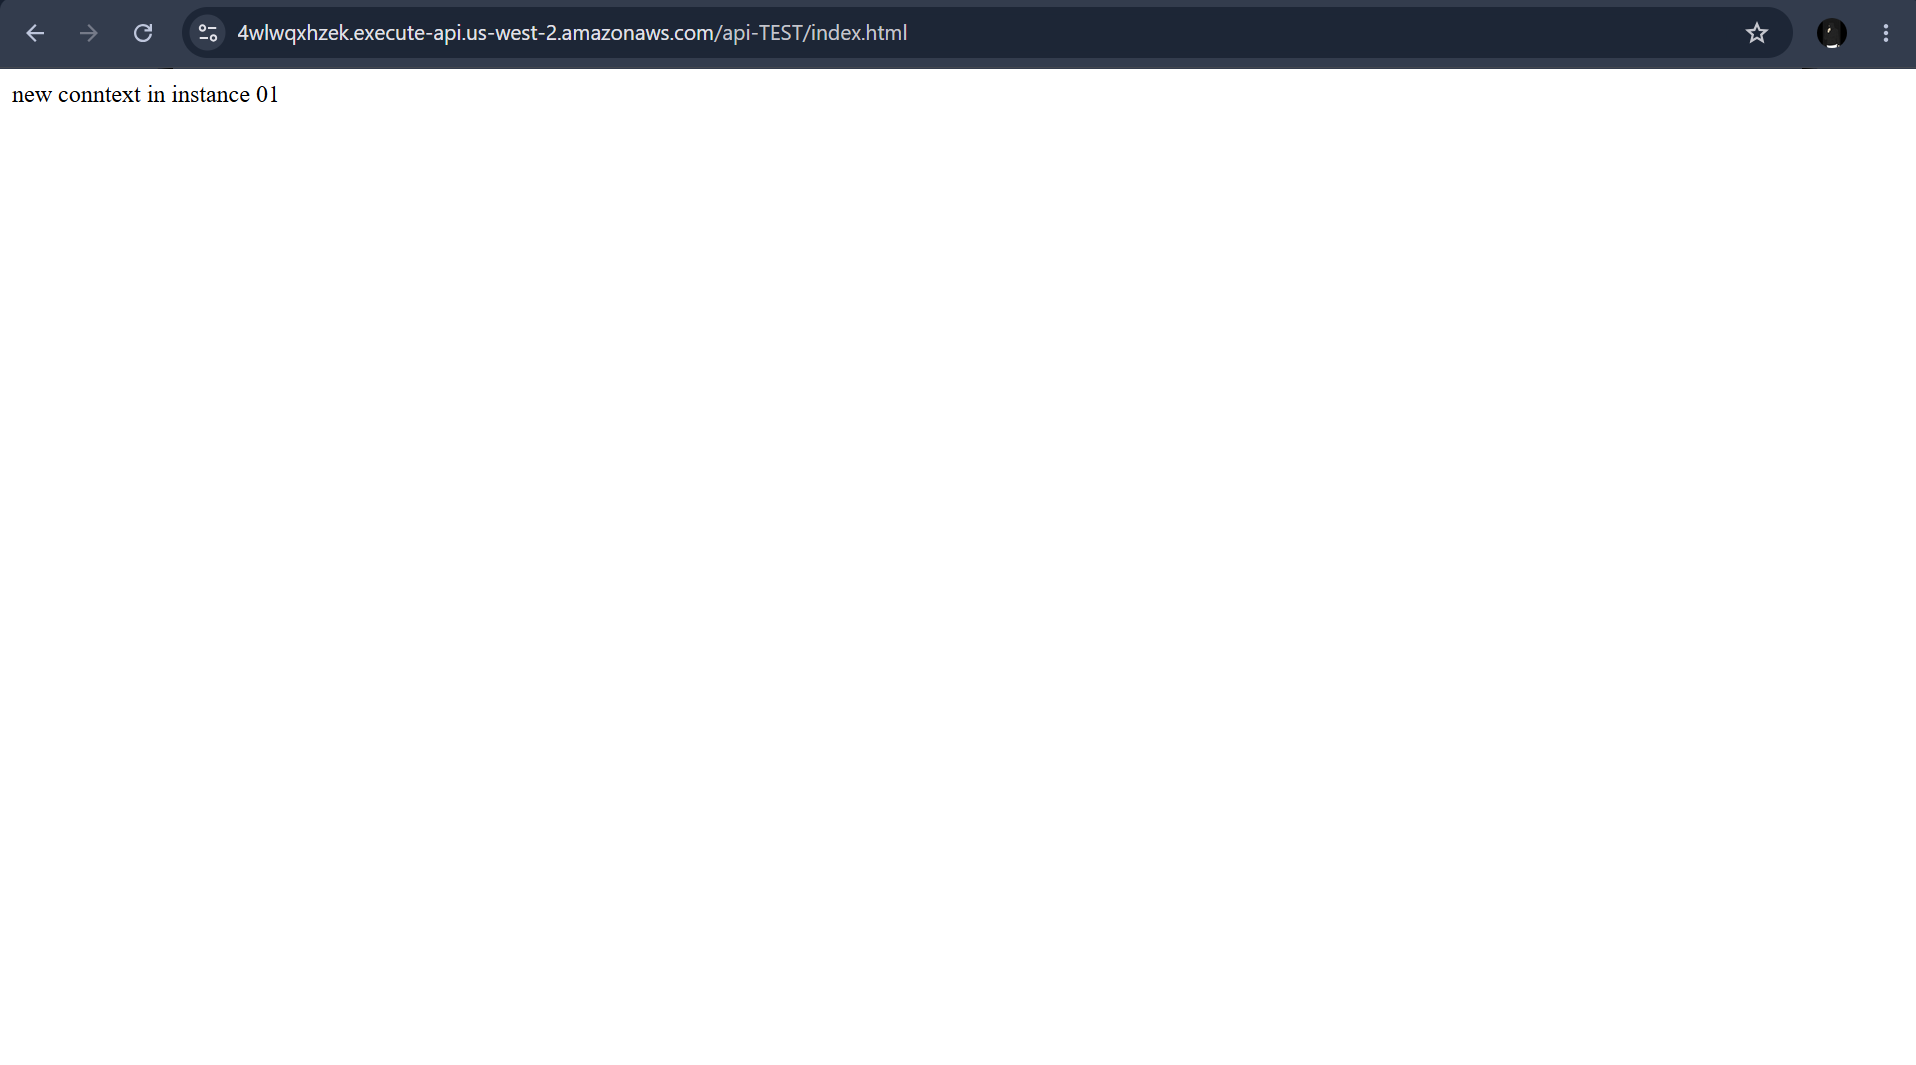 4wlwqxhzek.execute-api.us-west-2.amazonaws.com/api-TEST/index.html
new conntext in instance 01